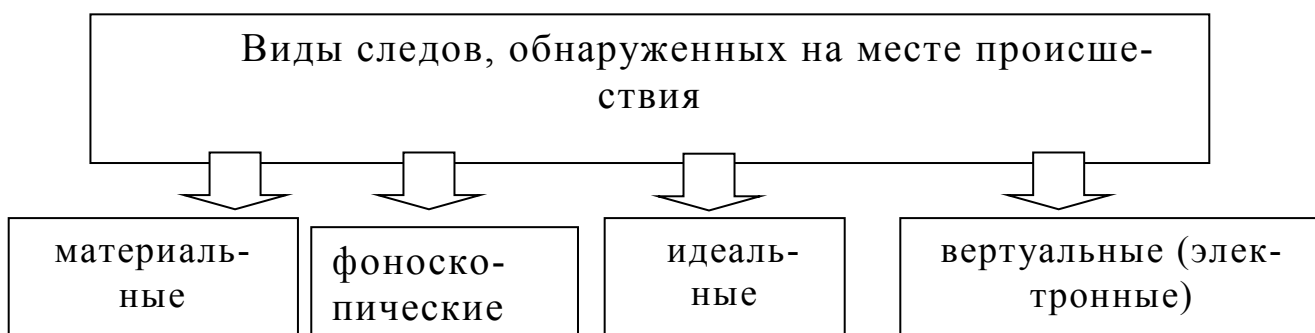 Виды следов, обнаруженных на месте происше-
ствия
материаль-
ные
фоноско-
пические
идеаль-
ные
вертуальные (элек-
тронные)